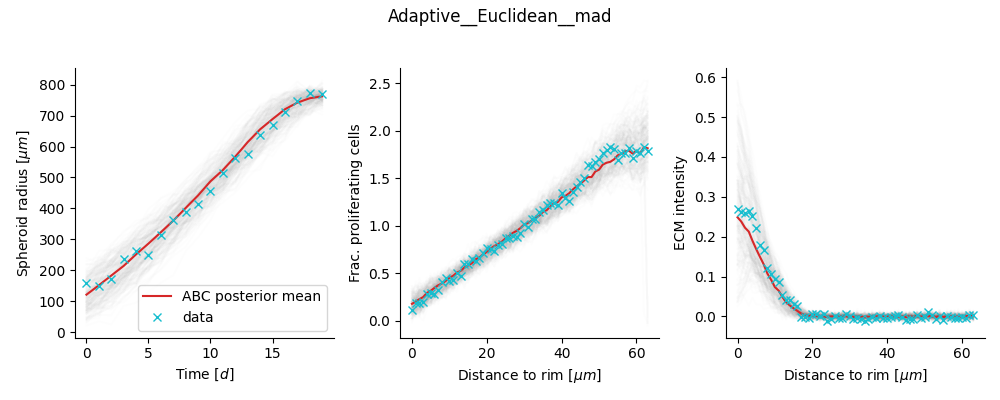 Adaptive__Euclidean__mad
Spheroid radius [μm]
800
700
600
500
400
300
200
100
0
ABC posterior mean
data
0 5 10 15
Time [d]
Frac. proliferating cells
2.5
2.0
1.5
1.0
0.5
0.0
0 20 40 60
Distance to rim [μm]
ECM intensity
0.6
0.5
0.4
0.3
0.2
0.1
0.0
0 20 40 60
Distance to rim [μm]